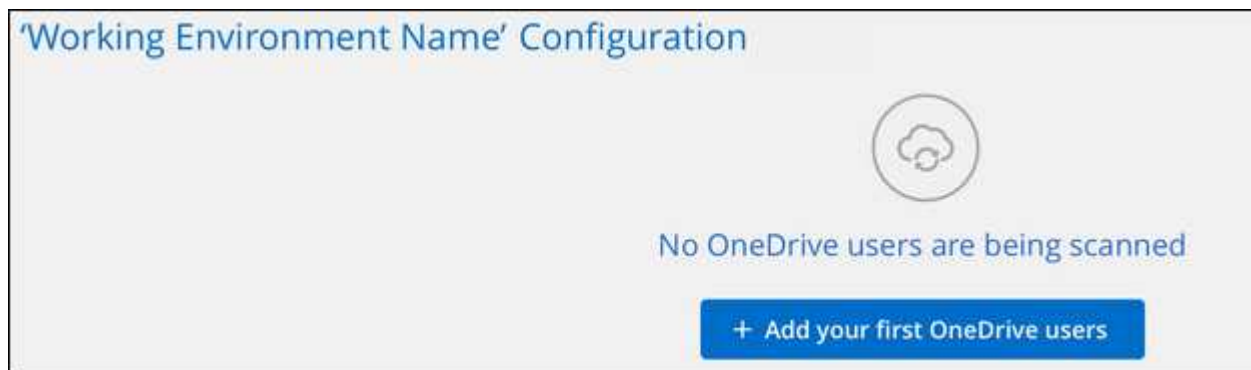 ‘Working Environment Name’ Configuration
No OneDrive users are being scanned
+ Add your first OneDrive users